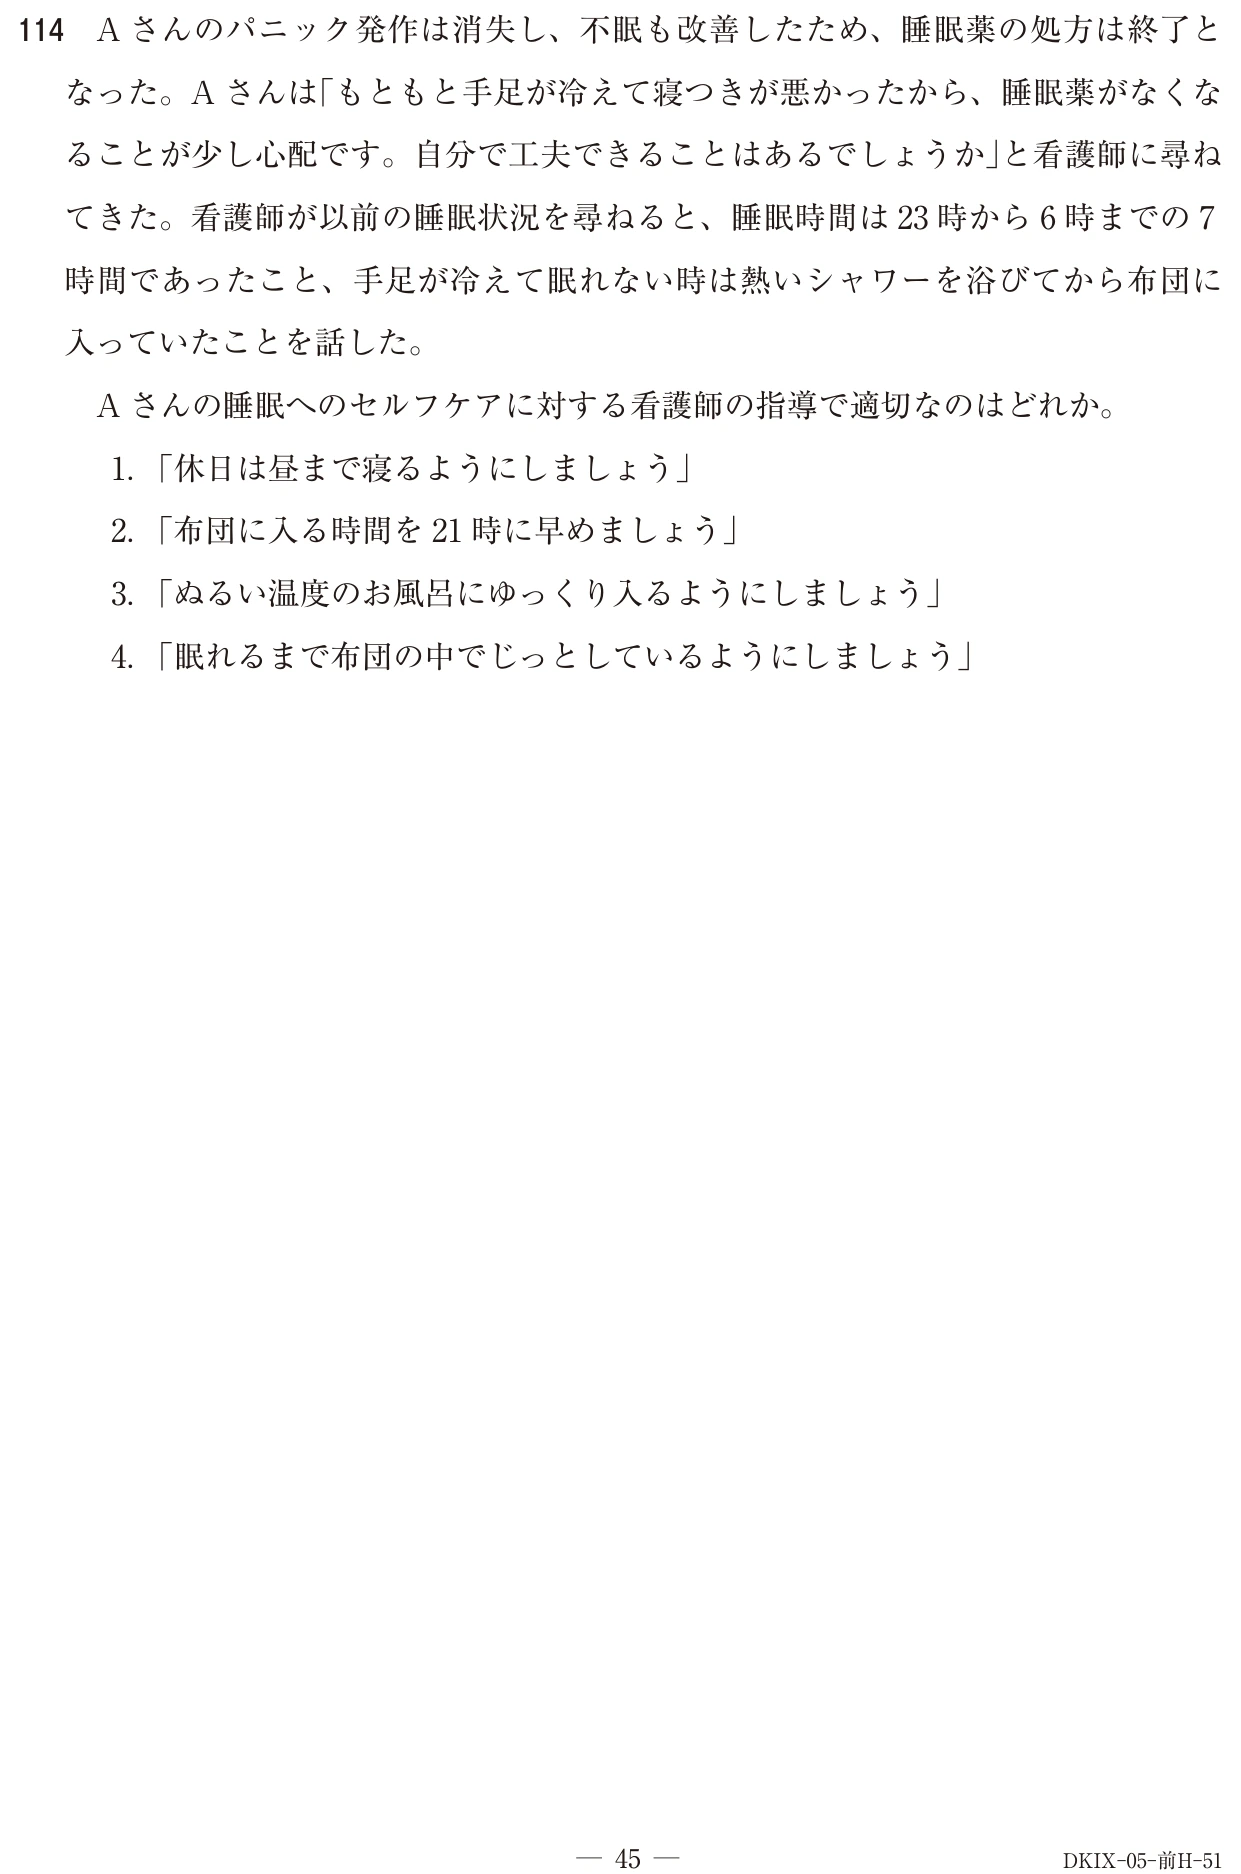 114 Aさんのパニック発作は消失し、不眠も改善したため、睡眠薬の処方は終了と
なった。Aさんは「もともと手足が冷えて寝つきが悪かったから、睡眠薬がなくな
ることが少し心配です。自分で工夫できることはあるでしょうか」と看護師に尋ね
てきた。看護師が以前の睡眠状況を尋ねると、睡眠時間は23時から6時までの7
時間であったこと、手足が冷えて眠れない時は熱いシャワーを浴びてから布団に
入っていたことを話した。
Aさんの睡眠へのセルフケアに対する看護師の指導で適切なのはどれか。
1. 「休日は昼まで寝るようにしましょう」
2. 「布団に入る時間を21時に早めましょう」
3. 「ぬるい温度のお風呂にゆっくり入るようにしましょう」
4. 「眠れるまで布団の中でじっとしているようにしましょう」
— 45 —
DKIX-05-前H-51